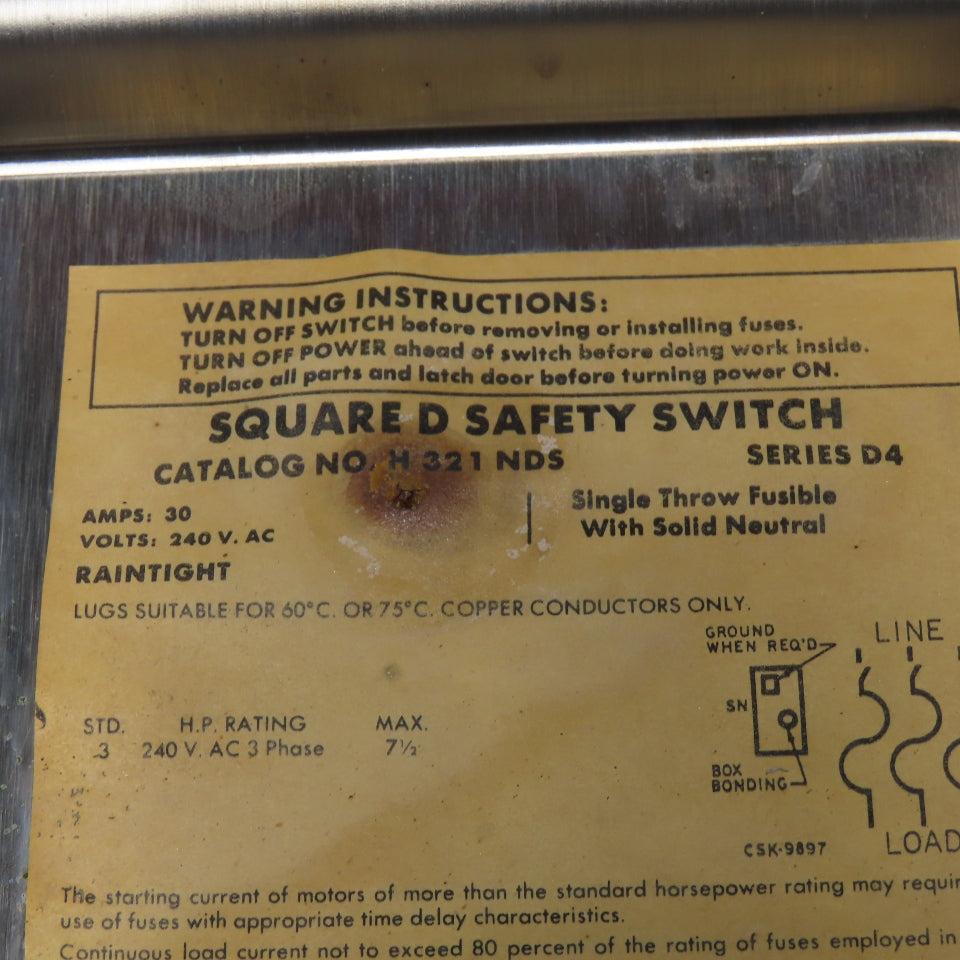 WARNING INSTRUCTIONS:
TURN OFF SWITCH before removing or installing fuses.
TURN OFF POWER ahead of switch before doing work inside.
Replace all parts and latch door before turning power ON.
SQUARE D SAFETY SWITCH
CATALOG NO. H 321 NDS
SERIES D4
AMPS: 30
VOLTS: 240 V. AC
Single Throw Fusible
With Solid Neutral
RAINTIGHT
LUGS SUITABLE FOR 60°C. OR 75°C. COPPER CONDUCTORS ONLY.
GROUND
WHEN REQ'D
LINE
SN
STD. H.P. RATING MAX.
3 240 V. AC 3 Phase 7½
BOX
BONDING
CSK-9897
LOAD
The starting current of motors of more than the standard horsepower rating may
use of fuses with appropriate time delay characteristics.
Continuous load current not to exceed 80 percent of the rating of fuses employed in